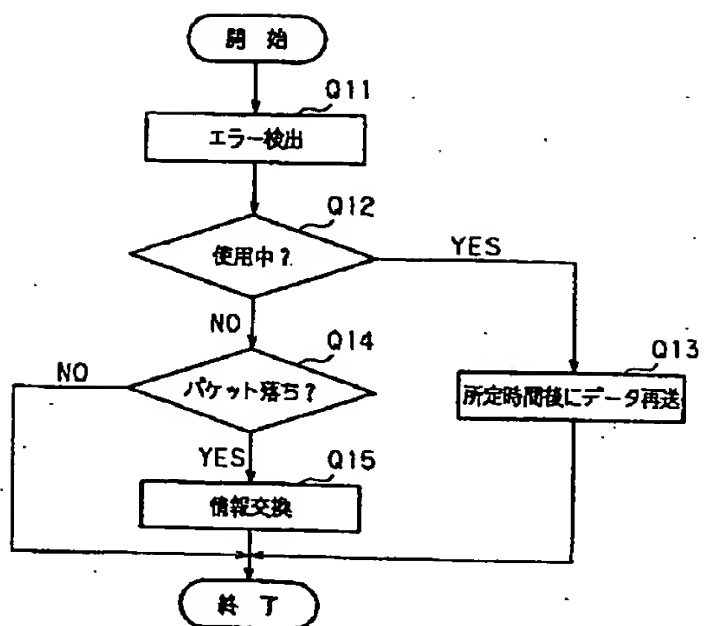 開 始
Q11
エラー検出
Q12
使用中?
YES
NO
Q14
NO
パケット落ち?
Q13
所定時間後にデータ再送
YES
Q15
情報交換
終 了